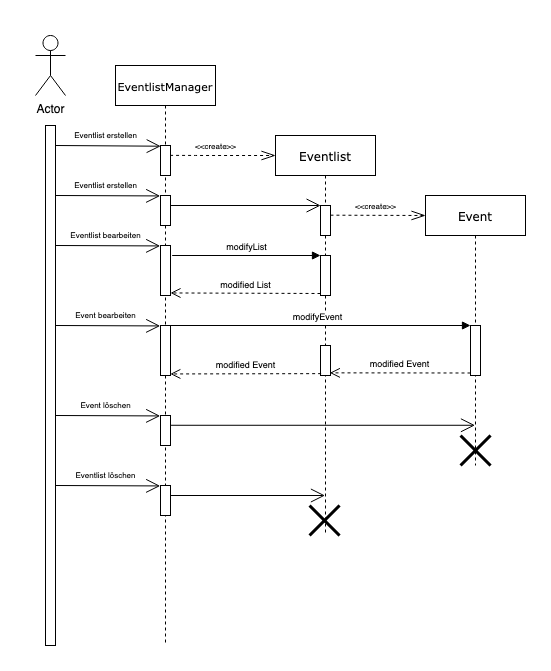 Actor
EventlistManager
Eventlist erstellen
<<create>>
Eventlist
Eventlist erstellen
<<create>>
Event
Eventlist bearbeiten
modifyList
modified List
Event bearbeiten
modifyEvent
modified Event
modified Event
Event löschen
Eventlist löschen